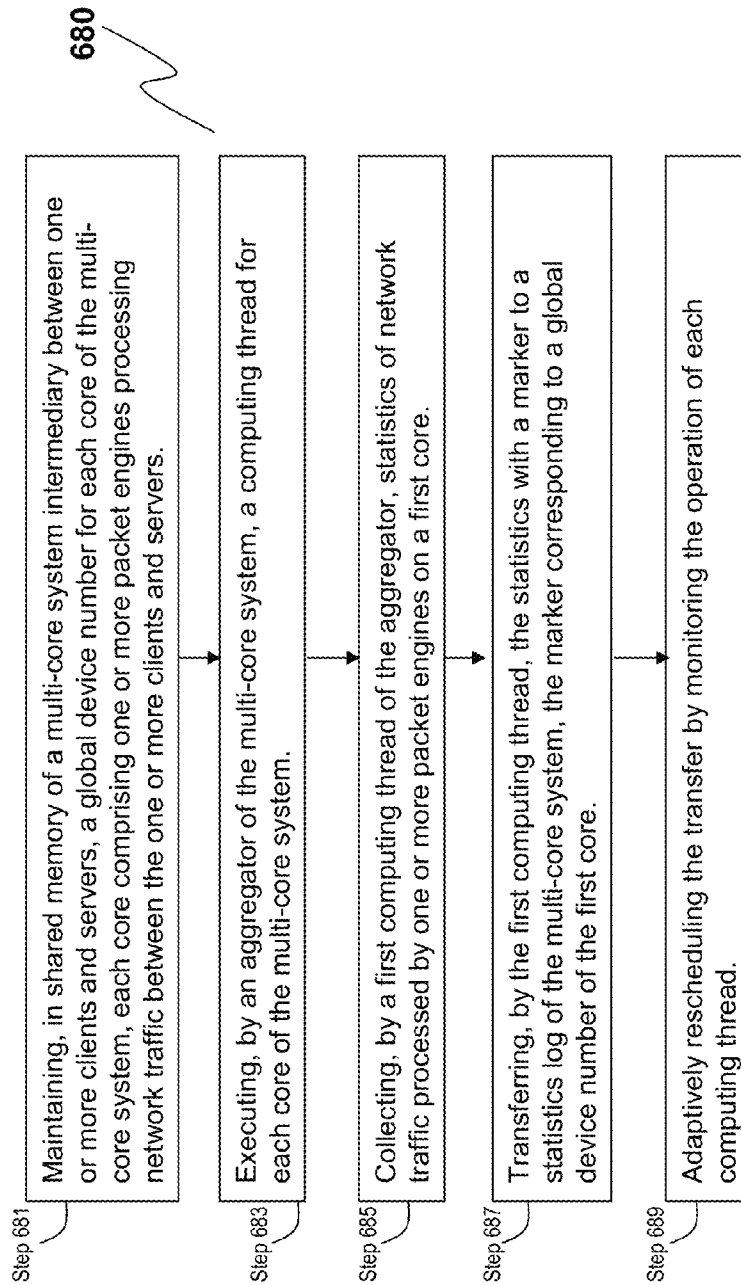 680
Step 681
Maintaining, in shared memory of a multi-core system intermediary between one
or more clients and servers, a global device number for each core of the multi-
core system, each core comprising one or more packet engines processing
network traffic between the one or more clients and servers.
Step 683
Executing, by an aggregator of the multi-core system, a computing thread for
each core of the multi-core system.
Step 685
Collecting, by a first computing thread of the aggregator, statistics of network
traffic processed by one or more packet engines on a first core.
Step 687
Transferring, by the first computing thread, the statistics with a marker to a
statistics log of the multi-core system, the marker corresponding to a global
device number of the first core.
Step 689
Adaptively rescheduling the transfer by monitoring the operation of each
computing thread.